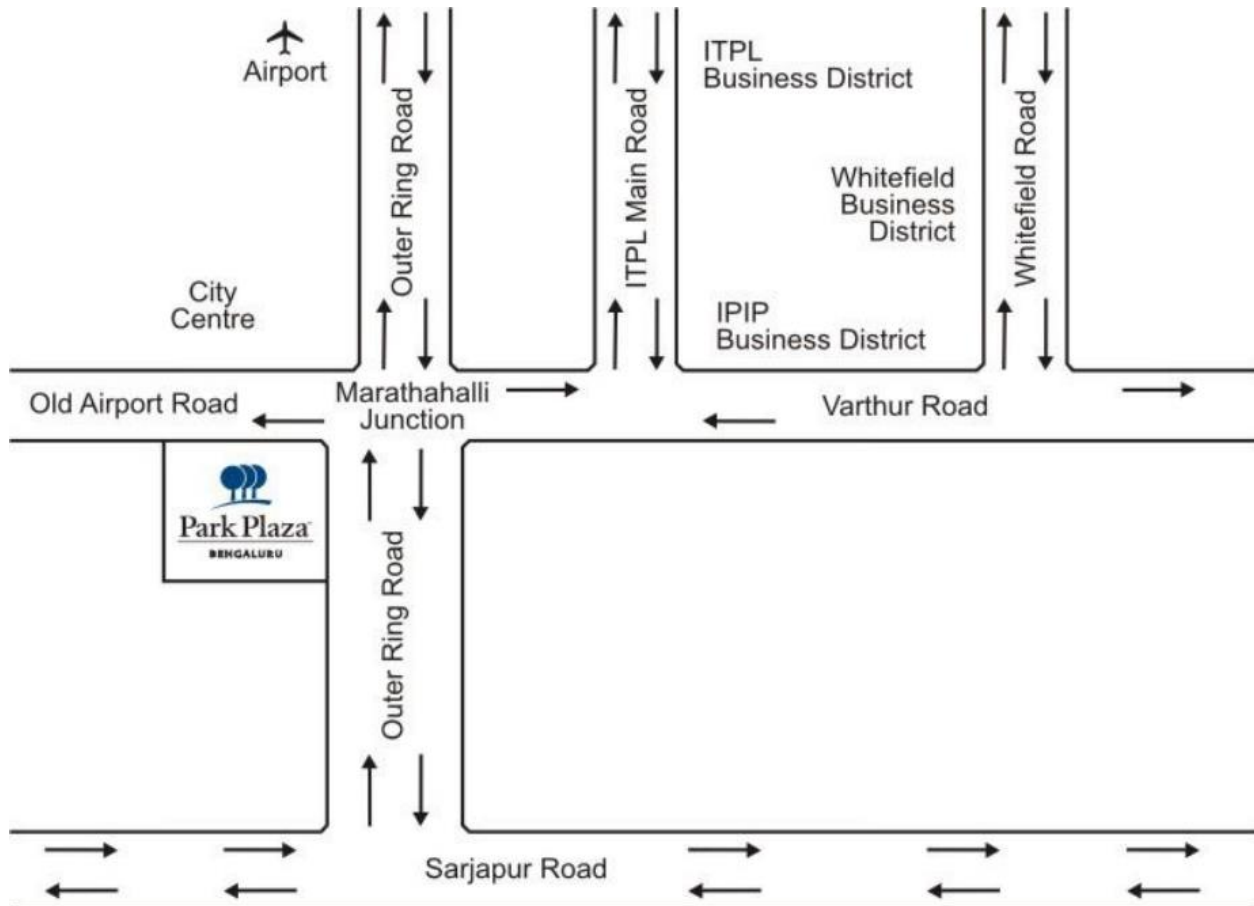 Airport
Outer Ring Road
ITPL Main Road
ITPL
Business District
Whitefield
Business
District
Whitefield Road
City
Centre
IPIP
Business District
Old Airport Road
Marathahalli
Junction
Varthur Road
Park Plaza
BENGALURU
Outer Ring Road
Sarjapur Road